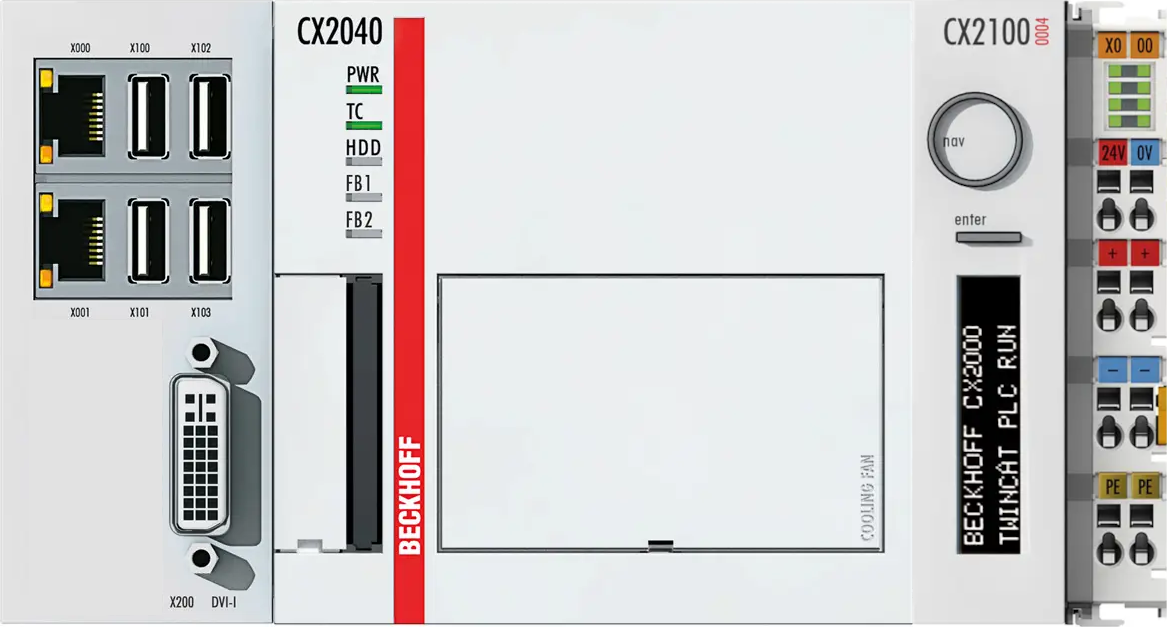 X000 X100 X102
X001 X101 X103
X200 DVI-I
CX2040
PWR
TC
HDD
FB1
FB2
BECKHOFF
COOLING FAN
CX2100
0004
nav
enter
BECKHOFF CX2000
TWINCAT PLC RUN
X0 00
24V 0V
+ +
− −
PE PE